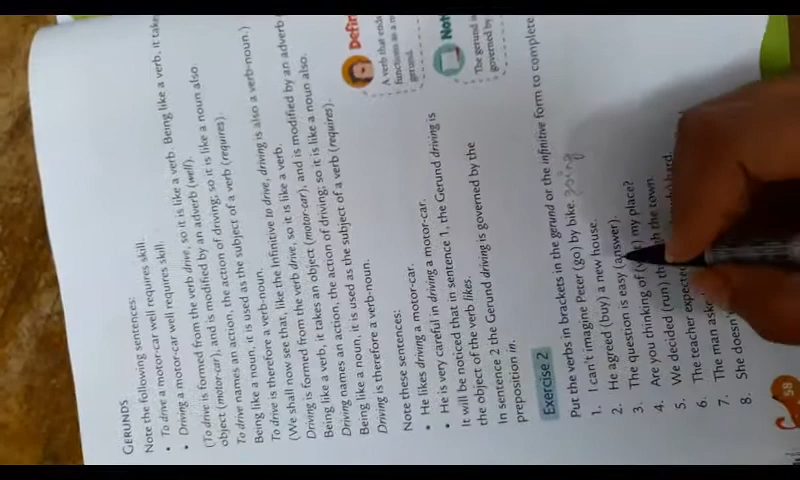 GERUNDS
Note the following sentences:
• To drive a motor-car well requires skill.
• Driving a motor-car well requires skill.
(To drive is formed from the verb drive, so it is like a verb. Being like a verb, it takes
object (motor-car), and is modified by an adverb (well).
To drive names an action, the action of driving; so it is like a noun also.
Being like a noun, it is used as the subject of a verb (requires).
To drive is therefore a verb-noun.
(We shall now see that, like the Infinitive to drive, driving is also a verb-noun.)
Driving is formed from the verb drive, so it is like a verb.
Being like a verb, it takes an object (motor-car), and is modified by an adverb
Driving names an action, the action of driving; so it is like a noun also.
Being like a noun, it is used as the subject of a verb (requires).
Driving is therefore a verb-noun.
Note these sentences:
• He likes driving a motor-car.
• He is very careful in driving a motor-car.
It will be noticed that in sentence 1, the Gerund driving is
the object of the verb likes.
In sentence 2 the Gerund driving is governed by the
preposition in.
Defin
A verb that ends
functions as a n
gerund.
Not
The gerund is
governed by
Exercise 2
Put the verbs in brackets in the gerund or the infinitive form to complete
1. I can't imagine Peter (go) by bike. going
2. He agreed (buy) a new house.
3. The question is easy (answer).
4. Are you thinking of my place?
5. We decided (run) the town.
6. The teacher expected hard.
7. The man
8. She doesn't
58